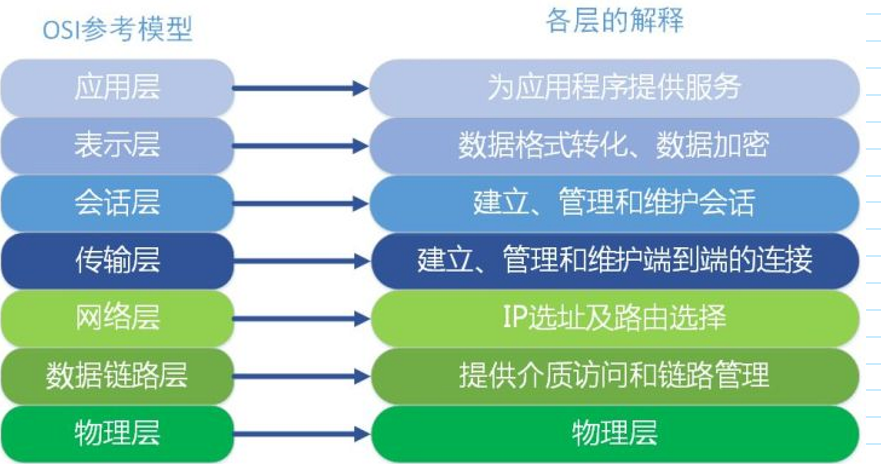 OSI参考模型
各层的解释
应用层
为应用程序提供服务
表示层
数据格式转化、数据加密
会话层
建立、管理和维护会话
传输层
建立、管理和维护端到端的连接
网络层
IP选址及路由选择
数据链路层
提供介质访问和链路管理
物理层
物理层